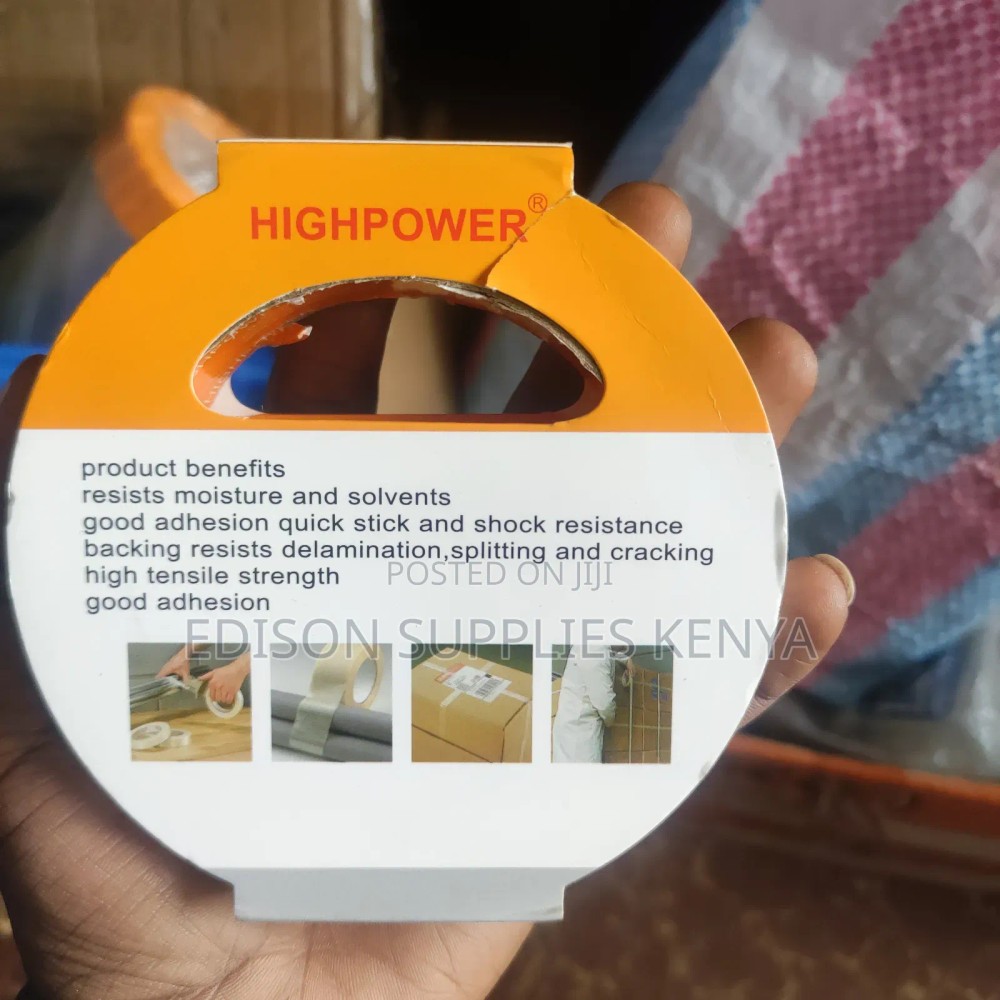 HIGHPOWER®
product benefits
resists moisture and solvents
good adhesion quick stick and shock resistance
backing resists delamination,splitting and cracking
high tensile strength
good adhesion
POSTED ON JIJI
EDISON SUPPLIES KENYA